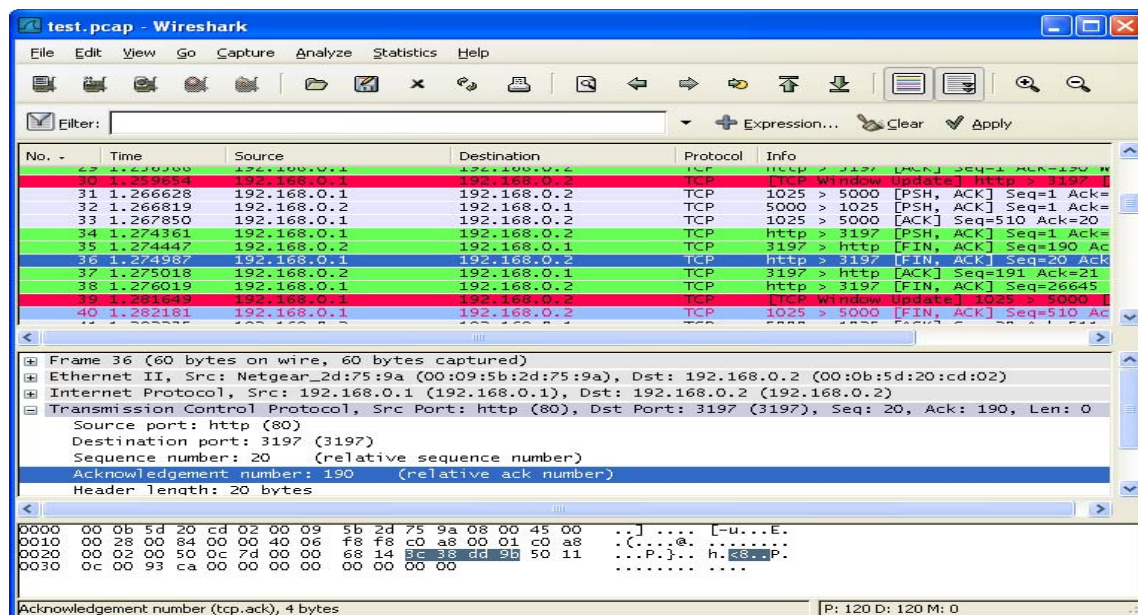 test.pcap - Wireshark
File Edit View Go Capture Analyze Statistics Help
Filter: Expression... Clear Apply
No. - Time Source Destination Protocol Info
29 1.256568 192.168.0.1 192.168.0.2 TCP http > 3197 [ACK] Seq=1 Ack=190 W
30 1.259654 192.168.0.1 192.168.0.2 TCP [TCP Window Update] http > 3197 [
31 1.266628 192.168.0.1 192.168.0.2 TCP 1025 > 5000 [PSH, ACK] Seq=1 Ack=
32 1.266819 192.168.0.2 192.168.0.1 TCP 5000 > 1025 [PSH, ACK] Seq=1 Ack=
33 1.267850 192.168.0.1 192.168.0.2 TCP 1025 > 5000 [ACK] Seq=510 Ack=20
34 1.274361 192.168.0.1 192.168.0.2 TCP http > 3197 [PSH, ACK] Seq=1 Ack=
35 1.274447 192.168.0.2 192.168.0.1 TCP 3197 > http [FIN, ACK] Seq=190 Ac
36 1.274987 192.168.0.1 192.168.0.2 TCP http > 3197 [FIN, ACK] Seq=20 Ack
37 1.275018 192.168.0.2 192.168.0.1 TCP 3197 > http [ACK] Seq=191 Ack=21
38 1.276019 192.168.0.1 192.168.0.2 TCP http > 3197 [FIN, ACK] Seq=26645
39 1.281649 192.168.0.1 192.168.0.2 TCP [TCP Window Update] 1025 > 5000 [
40 1.282181 192.168.0.1 192.168.0.2 TCP 1025 > 5000 [FIN, ACK] Seq=510 Ac
Frame 36 (60 bytes on wire, 60 bytes captured)
Ethernet II, Src: Netgear_2d:75:9a (00:09:5b:2d:75:9a), Dst: 192.168.0.2 (00:0b:5d:20:cd:02)
Internet Protocol, Src: 192.168.0.1 (192.168.0.1), Dst: 192.168.0.2 (192.168.0.2)
Transmission Control Protocol, Src Port: http (80), Dst Port: 3197 (3197), Seq: 20, Ack: 190, Len: 0
Source port: http (80)
Destination port: 3197 (3197)
Sequence number: 20 (relative sequence number)
Acknowledgement number: 190 (relative ack number)
Header length: 20 bytes
0000 00 0b 5d 20 cd 02 00 09 5b 2d 75 9a 08 00 45 00 ..] .... [-u...E.
0010 00 28 00 84 00 00 40 06 f8 f8 c0 a8 00 01 c0 a8 .(....@. ........
0020 00 02 00 50 0c 7d 00 00 68 14 3c 38 dd 9b 50 11 ...P.}.. h.<8..P.
0030 0c 00 93 ca 00 00 00 00 00 00 00 00 ........ ....
Acknowledgement number (tcp.ack), 4 bytes P: 120 D: 120 M: 0